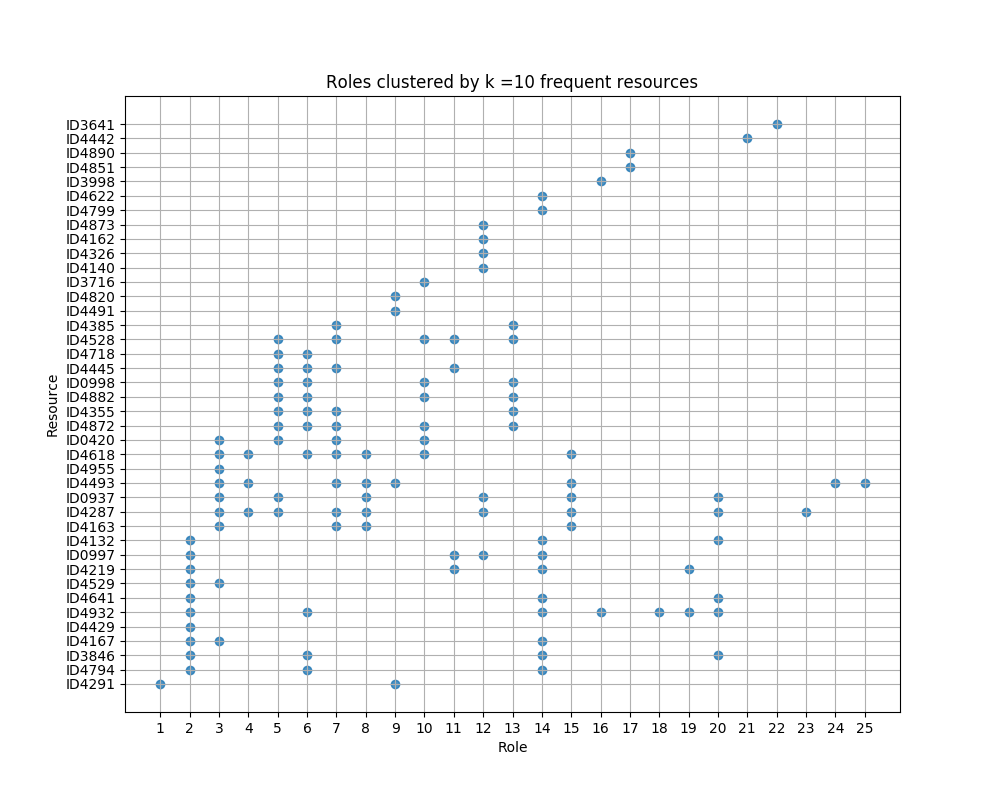 Roles clustered by k =10 frequent resources
ID3641
ID4442
ID4890
ID4851
ID3998
ID4622
ID4799
ID4873
ID4162
ID4326
ID4140
ID3716
ID4820
ID4491
ID4385
ID4528
ID4718
ID4445
ID0998
ID4882
ID4355
ID4872
ID0420
ID4618
ID4955
ID4493
ID0937
ID4287
ID4163
ID4132
ID0997
ID4219
ID4529
ID4641
ID4932
ID4429
ID4167
ID3846
ID4794
ID4291
Resource
1 2 3 4 5 6 7 8 9 10 11 12 13 14 15 16 17 18 19 20 21 22 23 24 25
Role